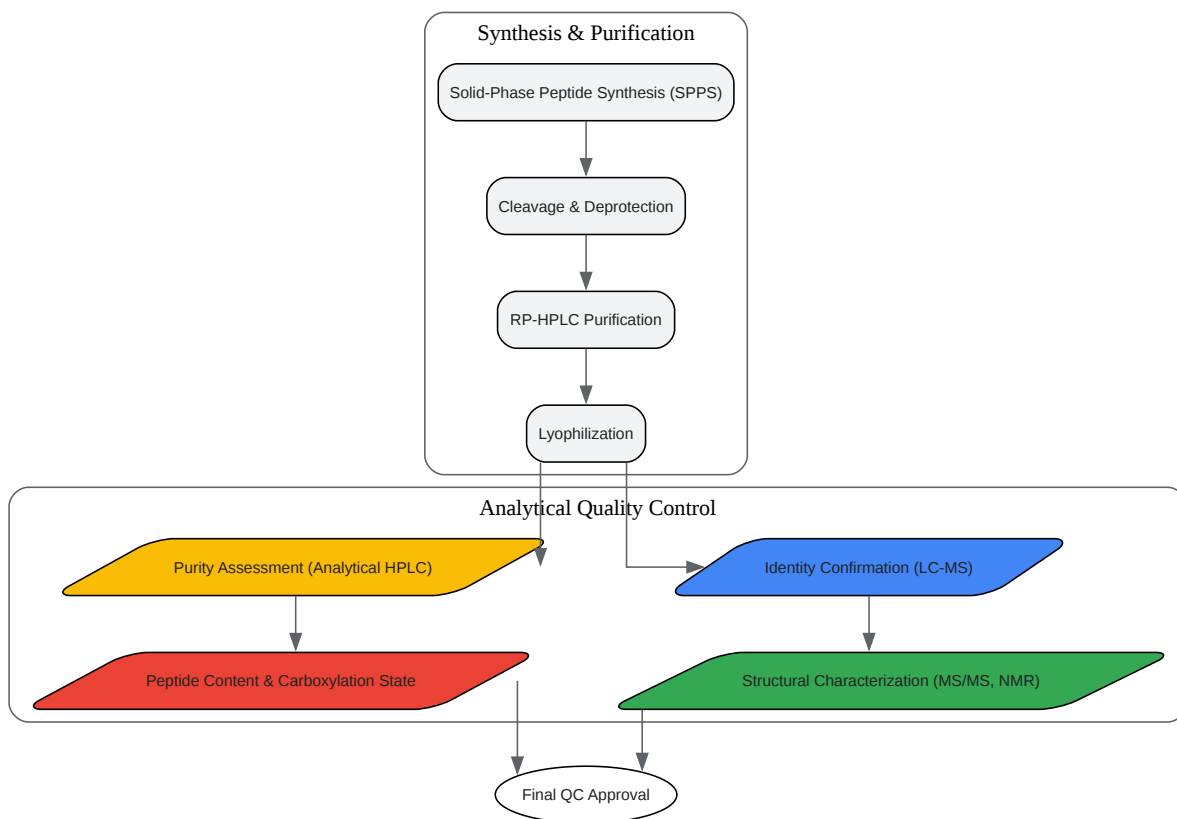 Synthesis & Purification
Solid-Phase Peptide Synthesis (SPPS)
Cleavage & Deprotection
RP-HPLC Purification
Lyophilization
Analytical Quality Control
Purity Assessment (Analytical HPLC)
Identity Confirmation (LC-MS)
Peptide Content & Carboxylation State
Structural Characterization (MS/MS, NMR)
Final QC Approval